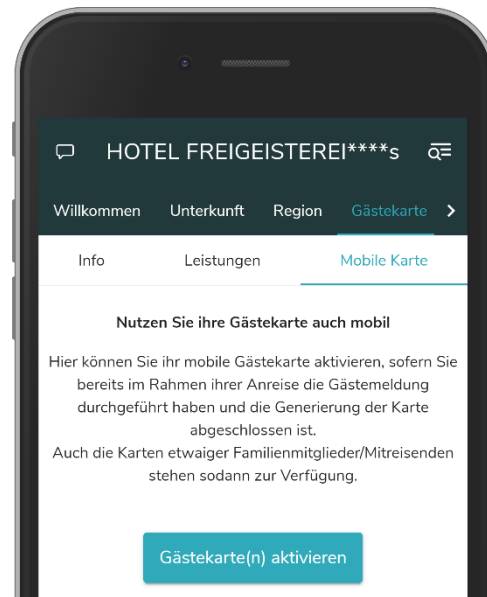 HOTEL FREIGEISTEREI****s
Willkommen Unterkunft Region Gästekarte
Info Leistungen Mobile Karte
Nutzen Sie ihre Gästekarte auch mobil
Hier können Sie ihr mobile Gästekarte aktivieren, sofern Sie
bereits im Rahmen ihrer Anreise die Gästemeldung
durchgeführt haben und die Generierung der Karte
abgeschlossen ist.
Auch die Karten etwaiger Familienmitglieder/Mitreisenden
stehen sodann zur Verfügung.
Gästekarte(n) aktivieren